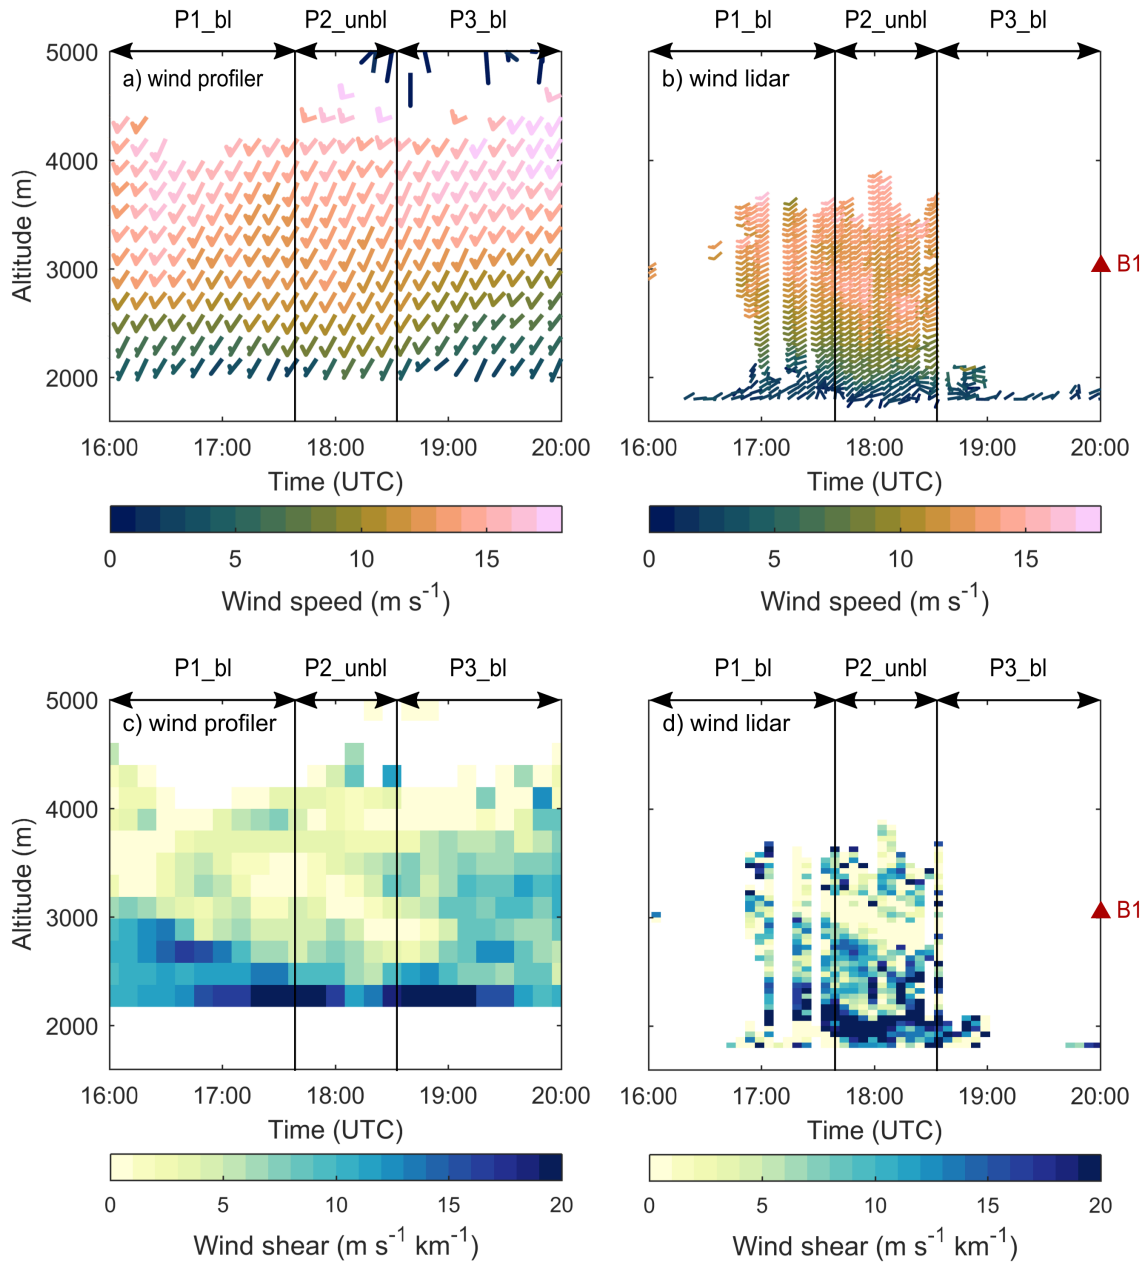 P1_bl P2_unbl P3_bl
a) wind profiler
5000
4000
3000
2000
Altitude (m)
16:00 17:00 18:00 19:00 20:00
Time (UTC)
0 5 10 15
Wind speed (m s-1)
P1_bl P2_unbl P3_bl
b) wind lidar
B1
16:00 17:00 18:00 19:00 20:00
Time (UTC)
0 5 10 15
Wind speed (m s-1)
P1_bl P2_unbl P3_bl
c) wind profiler
5000
4000
3000
2000
Altitude (m)
16:00 17:00 18:00 19:00 20:00
Time (UTC)
0 5 10 15 20
Wind shear (m s-1 km-1)
P1_bl P2_unbl P3_bl
d) wind lidar
B1
16:00 17:00 18:00 19:00 20:00
Time (UTC)
0 5 10 15 20
Wind shear (m s-1 km-1)